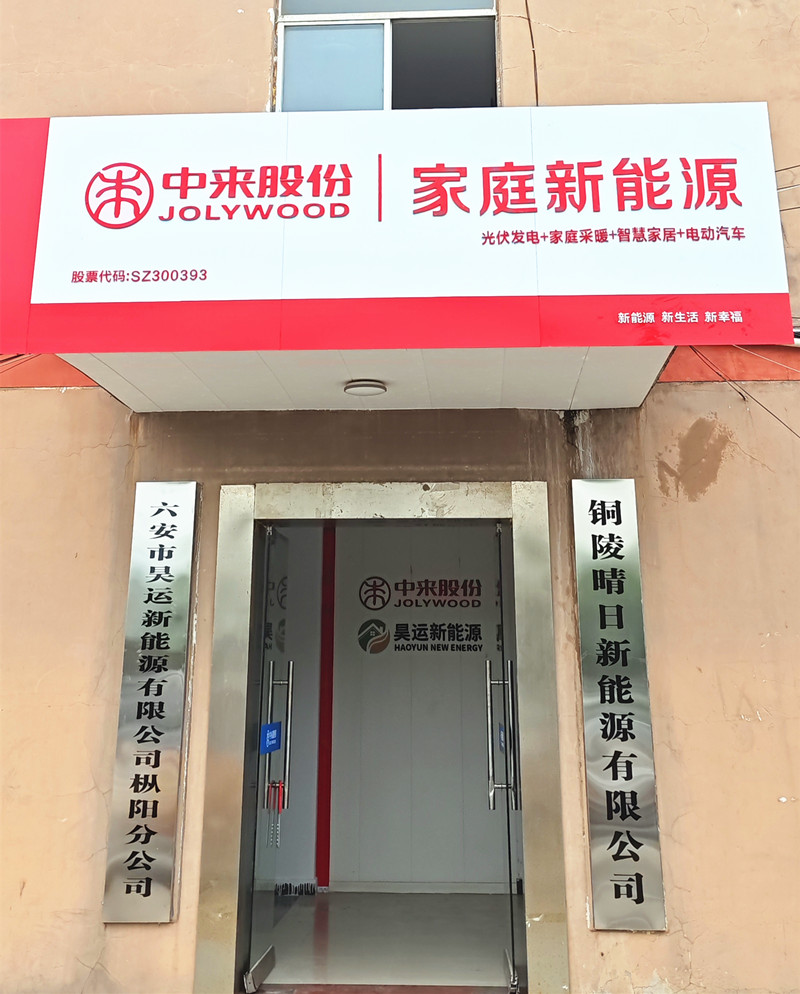 中来股份
JOLYWOOD
家庭新能源
光伏发电+家庭采暖+智慧家居+电动汽车
股票代码:SZ300393
新能源 新生活 新幸福
六安市昊运新能源有限公司枞阳分公司
中来股份
JOLYWOOD
昊运新能源
HAOYUN NEW ENERGY
铜陵晴日新能源有限公司